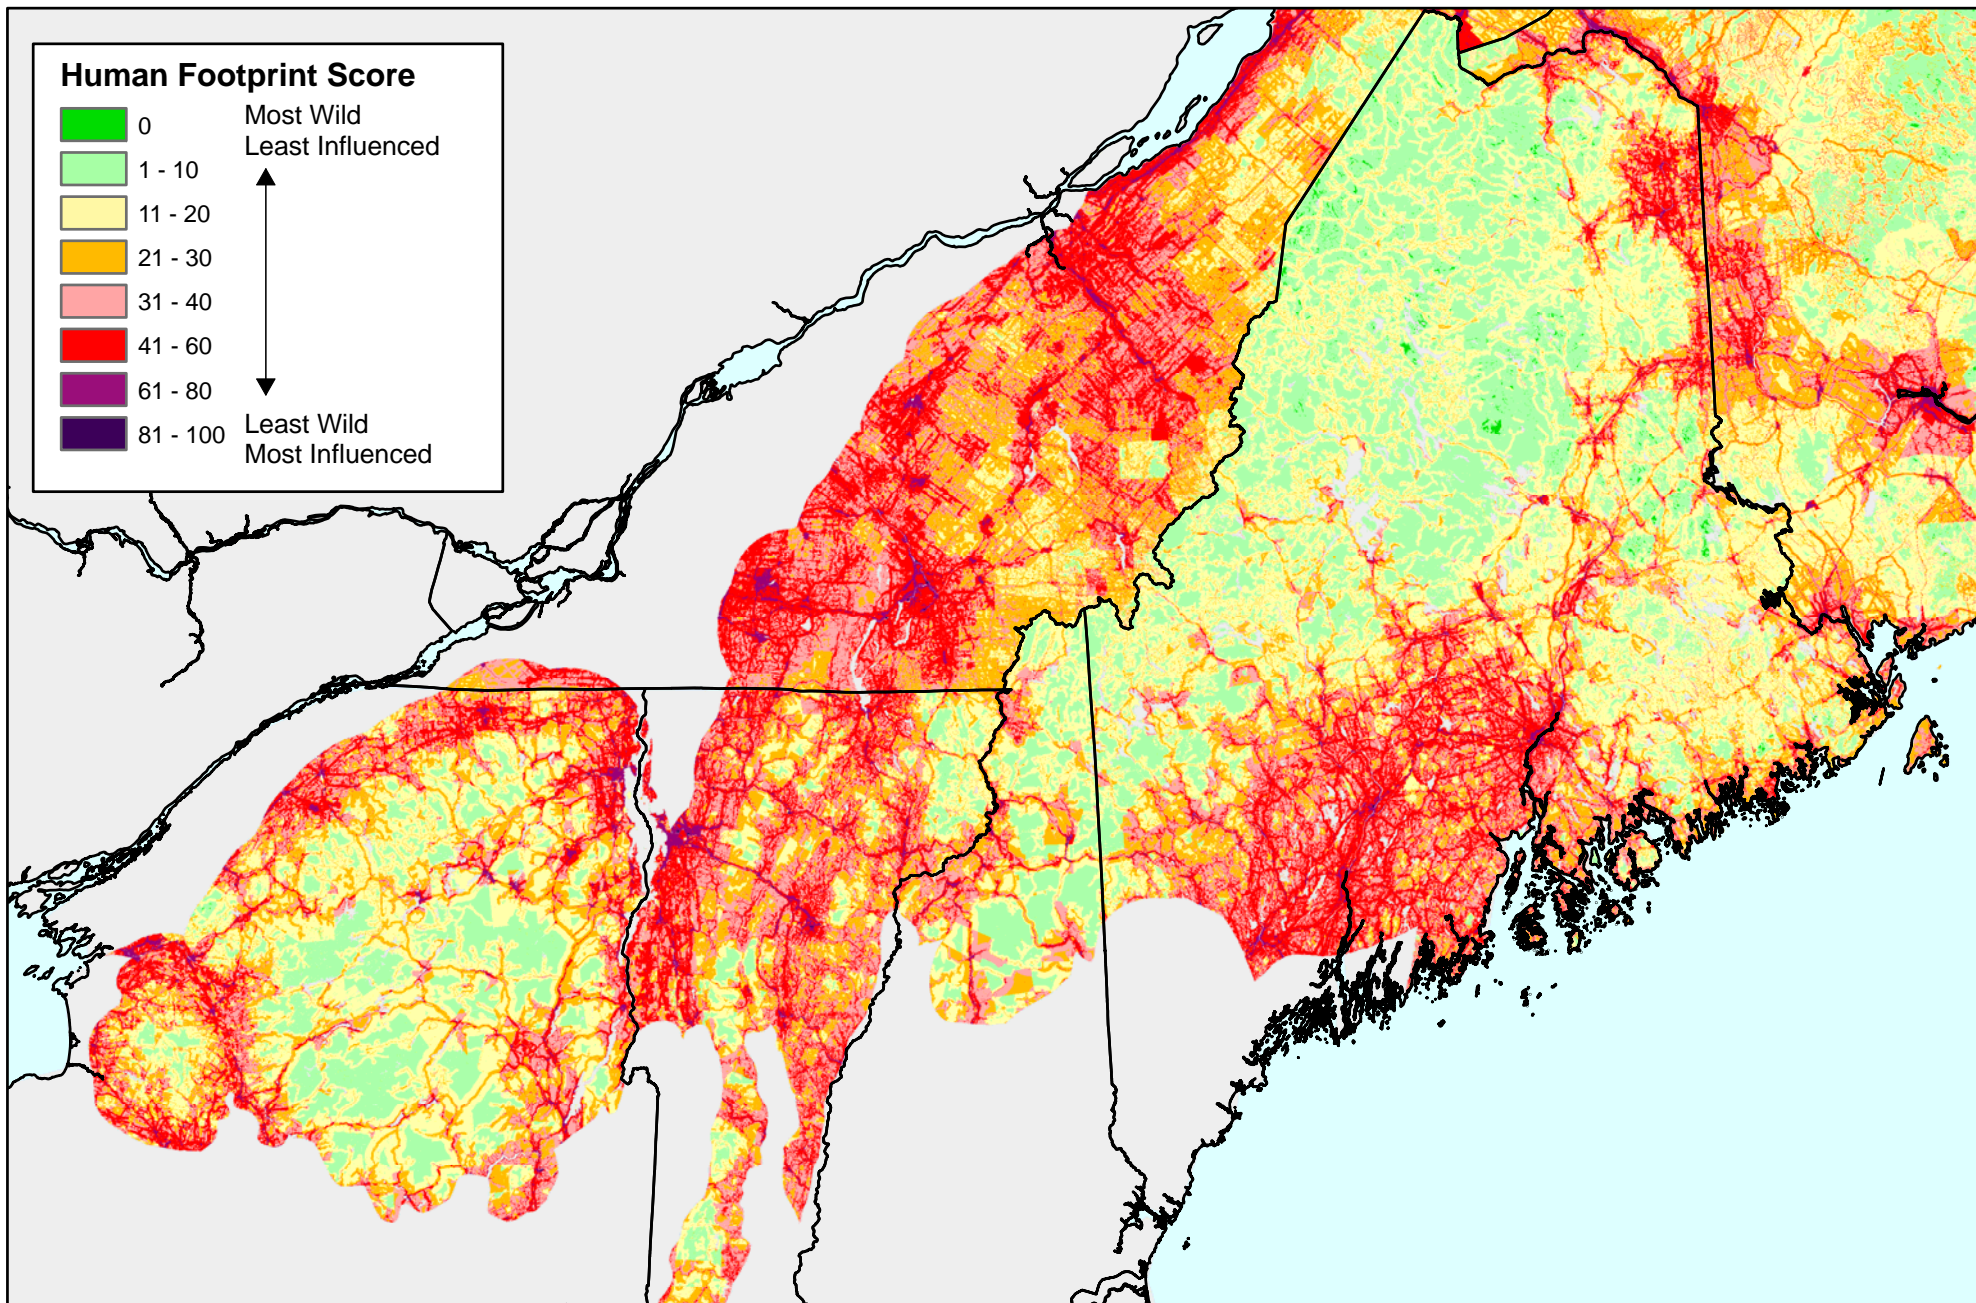 Human Footprint Score
0
Most Wild
Least Influenced
1 - 10
11 - 20
21 - 30
31 - 40
41 - 60
61 - 80
81 - 100
Least Wild
Most Influenced